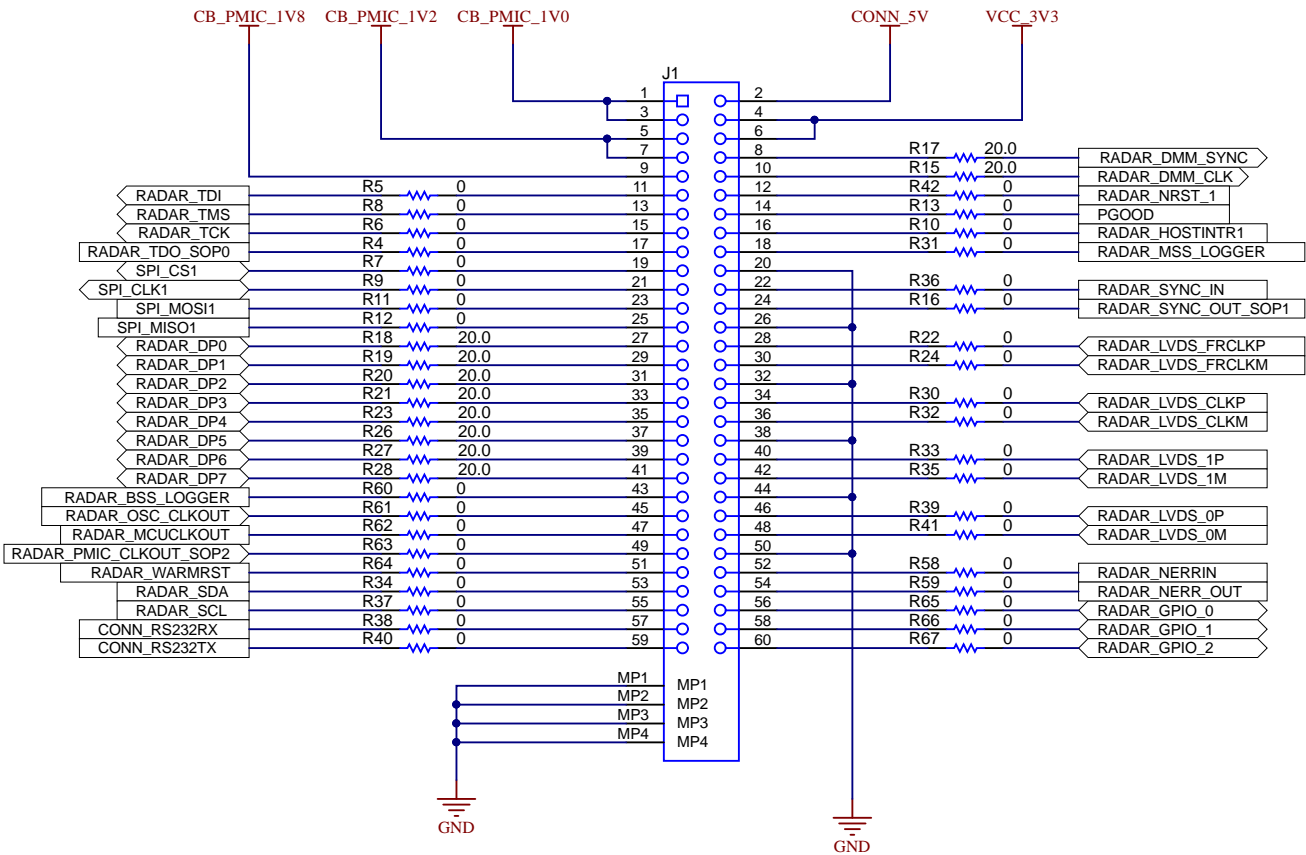 CB_PMIC_1V8 CB_PMIC_1V2 CB_PMIC_1V0 CONN_5V VCC_3V3
J1
1 2
3 4
5 6
7 8 R17 20.0 RADAR_DMM_SYNC
9 10 R15 20.0 RADAR_DMM_CLK
RADAR_TDI R5 0 11 12 R42 0 RADAR_NRST_1
RADAR_TMS R8 0 13 14 R13 0 PGOOD
RADAR_TCK R6 0 15 16 R10 0 RADAR_HOSTINTR1
RADAR_TDO_SOP0 R4 0 17 18 R31 0 RADAR_MSS_LOGGER
SPI_CS1 R7 0 19 20
SPI_CLK1 R9 0 21 22 R36 0 RADAR_SYNC_IN
SPI_MOSI1 R11 0 23 24 R16 0 RADAR_SYNC_OUT_SOP1
SPI_MISO1 R12 0 25 26
RADAR_DP0 R18 20.0 27 28 R22 0 RADAR_LVDS_FRCLKP
RADAR_DP1 R19 20.0 29 30 R24 0 RADAR_LVDS_FRCLKM
RADAR_DP2 R20 20.0 31 32
RADAR_DP3 R21 20.0 33 34 R30 0 RADAR_LVDS_CLKP
RADAR_DP4 R23 20.0 35 36 R32 0 RADAR_LVDS_CLKM
RADAR_DP5 R26 20.0 37 38
RADAR_DP6 R27 20.0 39 40 R33 0 RADAR_LVDS_1P
RADAR_DP7 R28 20.0 41 42 R35 0 RADAR_LVDS_1M
RADAR_BSS_LOGGER R60 0 43 44
RADAR_OSC_CLKOUT R61 0 45 46 R39 0 RADAR_LVDS_0P
RADAR_MCUCLKOUT R62 0 47 48 R41 0 RADAR_LVDS_0M
RADAR_PMIC_CLKOUT_SOP2 R63 0 49 50
RADAR_WARMRST R64 0 51 52 R58 0 RADAR_NERRIN
RADAR_SDA R34 0 53 54 R59 0 RADAR_NERR_OUT
RADAR_SCL R37 0 55 56 R65 0 RADAR_GPIO_0
CONN_RS232RX R38 0 57 58 R66 0 RADAR_GPIO_1
CONN_RS232TX R40 0 59 60 R67 0 RADAR_GPIO_2
MP1 MP1
MP2 MP2
MP3 MP3
MP4 MP4
GND
GND